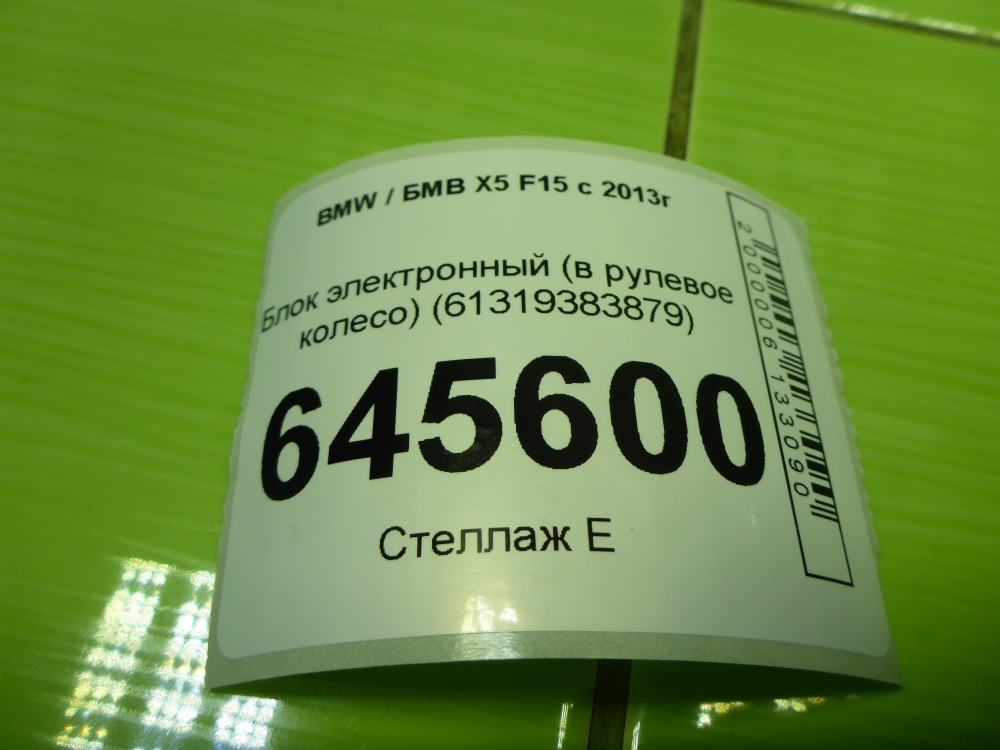 BMW / БМВ X5 F15 с 2013г
Блок электронный (в рулевое
колесо) (61319383879)
645600
Стеллаж Е
2000006133090